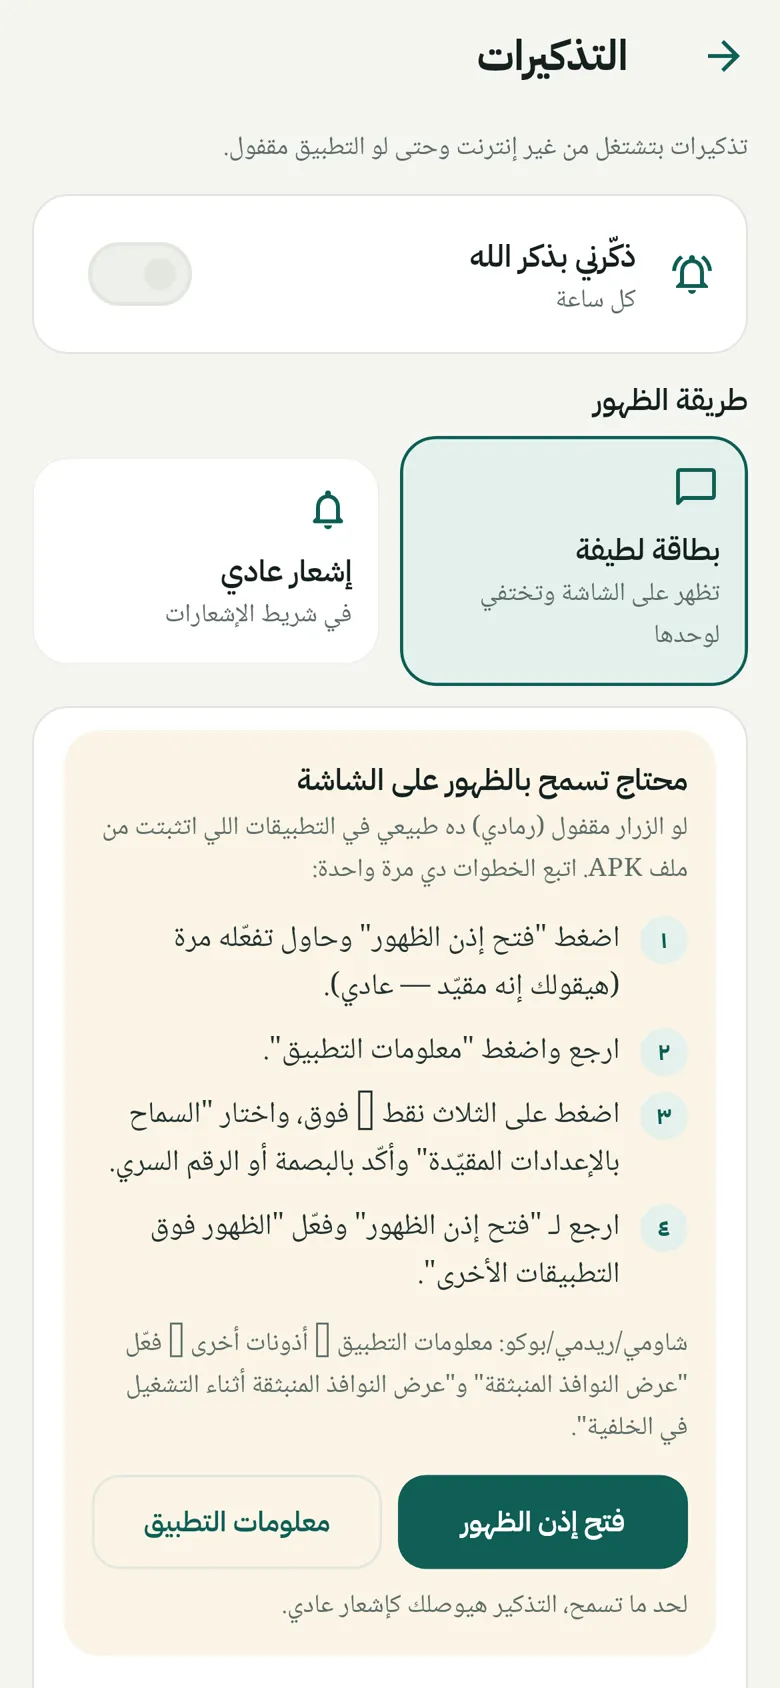 التذكيرات
تذكيرات بتشتغل من غير إنترنت وحتى لو التطبيق مقفول.
ذكّرني بذكر الله
كل ساعة
طريقة الظهور
بطاقة لطيفة
تظهر على الشاشة وتختفي
لوحدها
إشعار عادي
في شريط الإشعارات
محتاج تسمح بالظهور على الشاشة
لو الزرار مقفول (رمادي) ده طبيعي في التطبيقات اللي اتثبتت من
ملف APK. اتبع الخطوات دي مرة واحدة:
١ اضغط "فتح إذن الظهور" وحاول تفعّله مرة
(هيقولك إنه مقيّد — عادي).
٢ ارجع واضغط "معلومات التطبيق".
٣ اضغط على الثلاث نقط فوق، واختار "السماح
بالإعدادات المقيّدة" وأكّد بالبصمة أو الرقم السري.
٤ ارجع لـ "فتح إذن الظهور" وفعّل "الظهور فوق
التطبيقات الأخرى".
شاومي/ريدمي/بوكو: معلومات التطبيق أذونات أخرى فعّل
"عرض النوافذ المنبثقة" و"عرض النوافذ المنبثقة أثناء التشغيل
في الخلفية".
فتح إذن الظهور
معلومات التطبيق
لحد ما تسمح، التذكير هيوصلك كإشعار عادي.